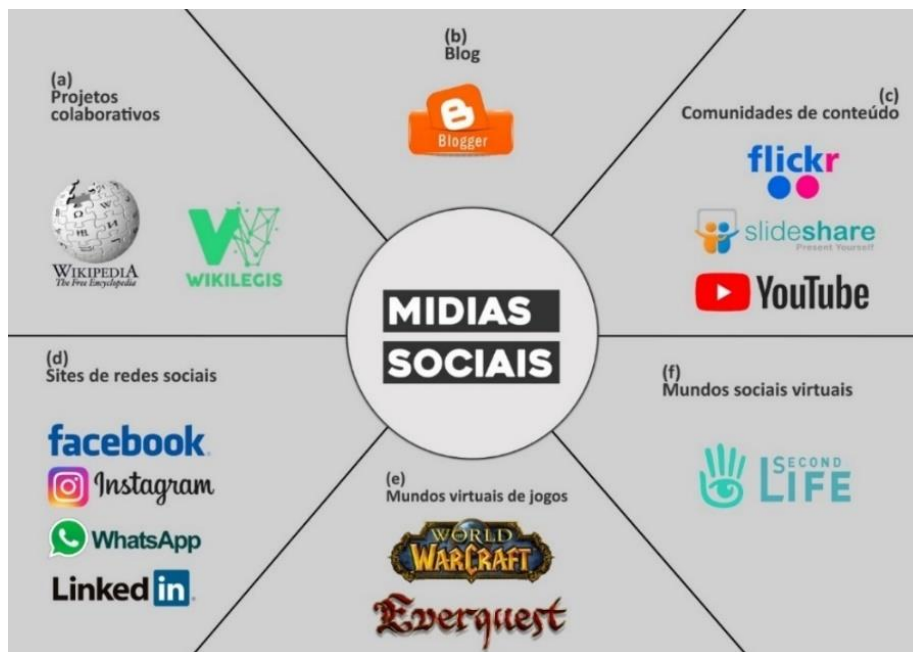 (a)
Projetos
colaborativos
WIKIPEDIA
The Free Encyclopedia
WIKILEGIS
(b)
Blog
Blogger
(c)
Comunidades de conteúdo
flickr
slideshare
Present Yourself
YouTube
MIDIAS
SOCIAIS
(d)
Sites de redes sociais
facebook
Instagram
WhatsApp
Linked in
(e)
Mundos virtuais de jogos
WORLD
WARCRAFT
Everquest
(f)
Mundos sociais virtuais
SECOND
LIFE